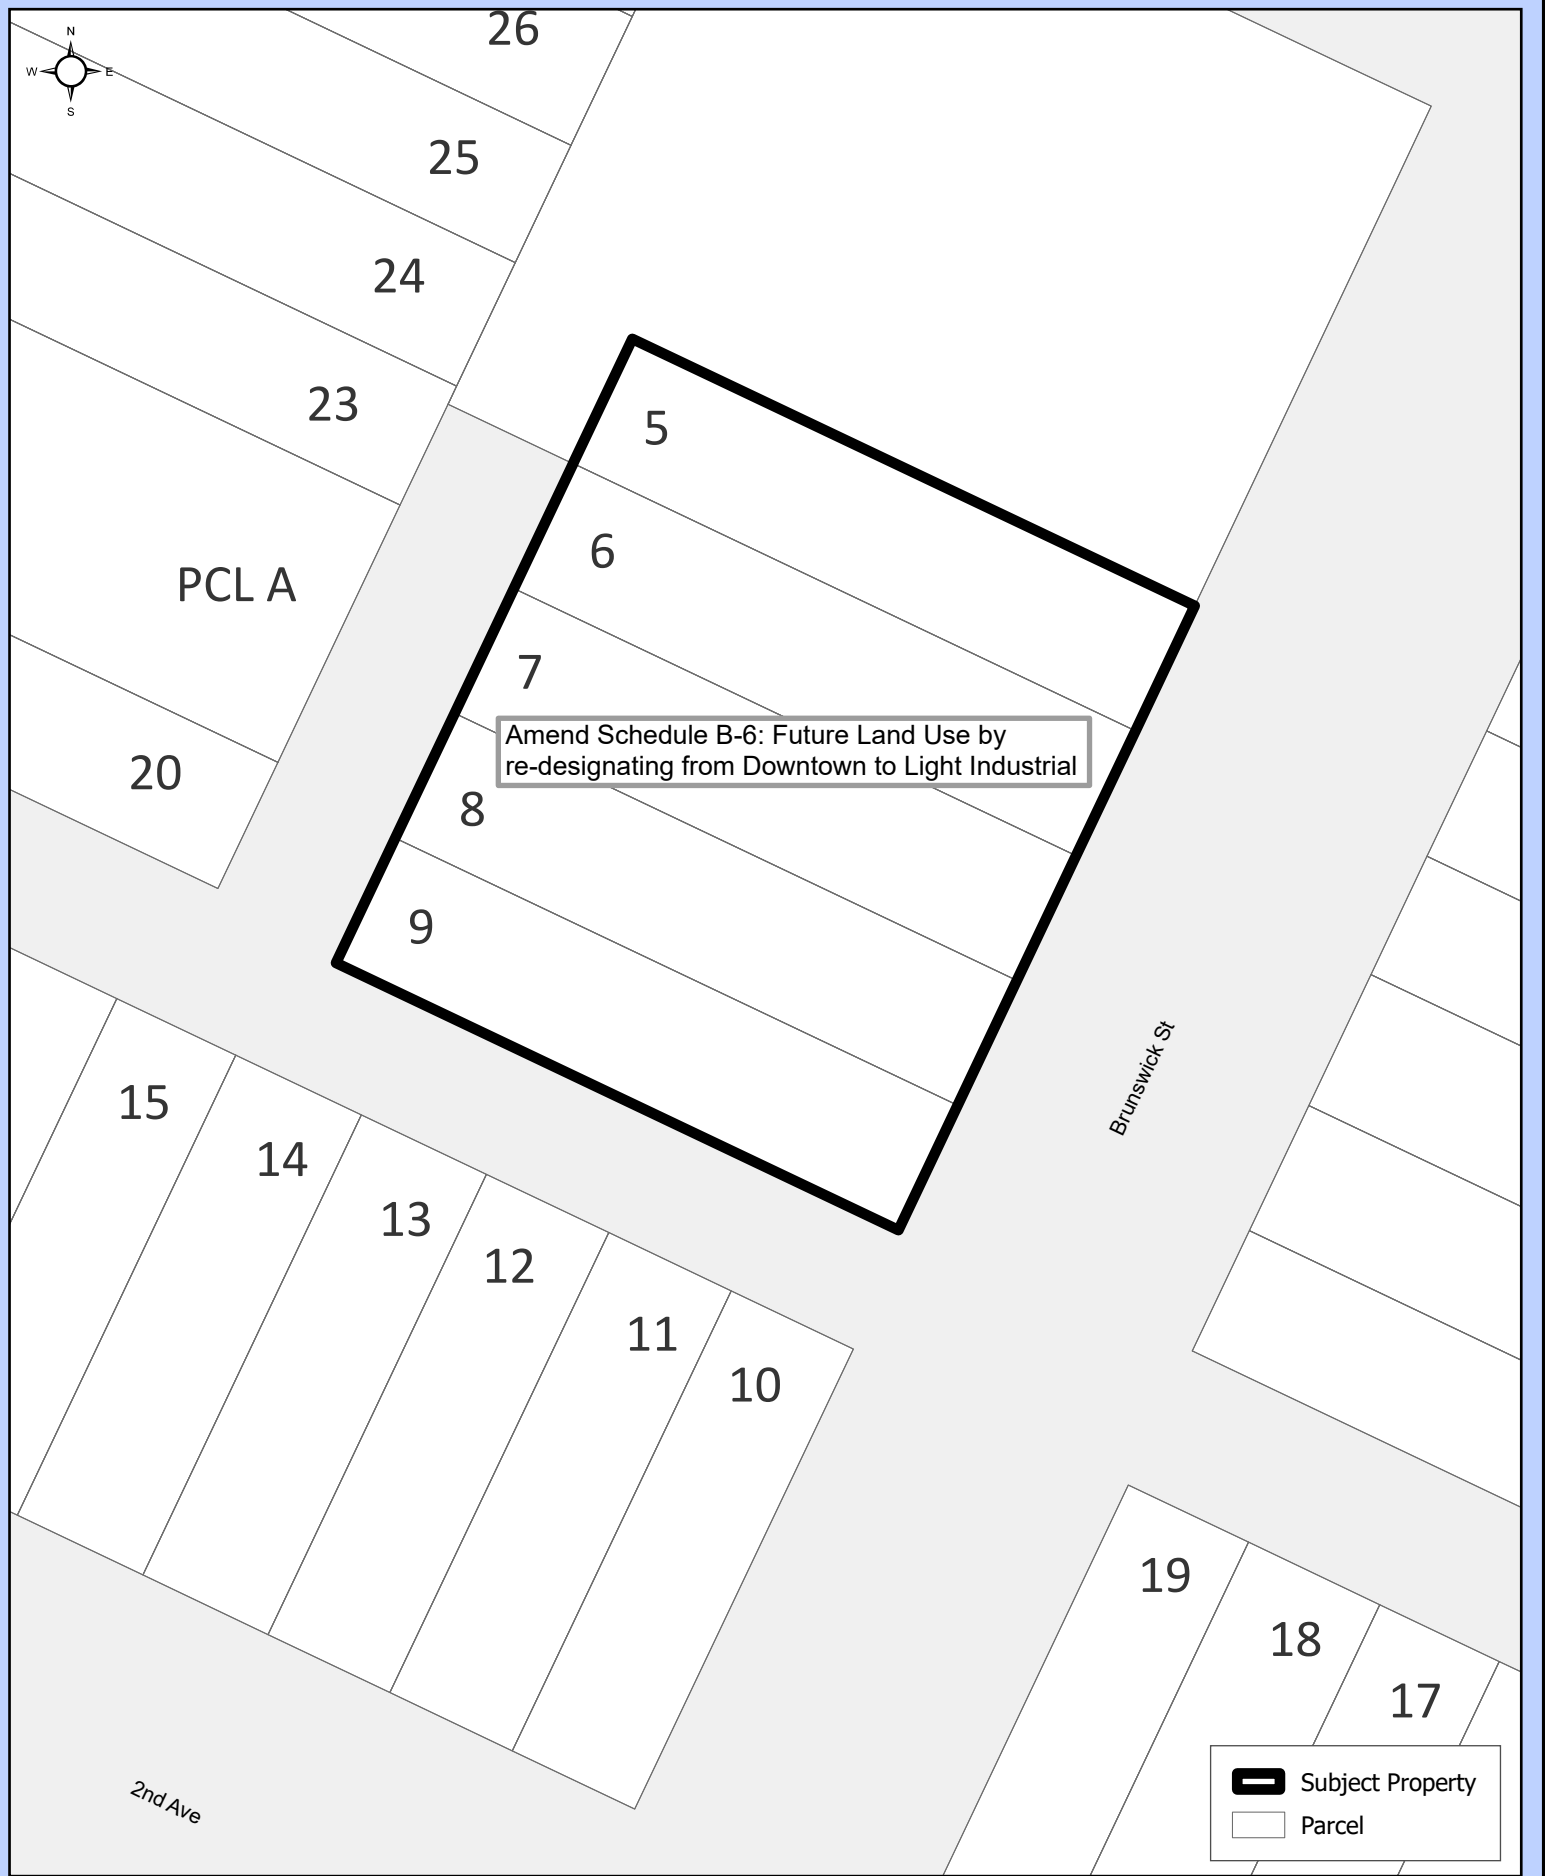 26
N
W E
S
25
24
23
5
6
PCL A
7
Amend Schedule B-6: Future Land Use by
re-designating from Downtown to Light Industrial
20
8
9
Brunswick St
15
14
13
12
11
10
19
18
17
2nd Ave
Subject Property
Parcel